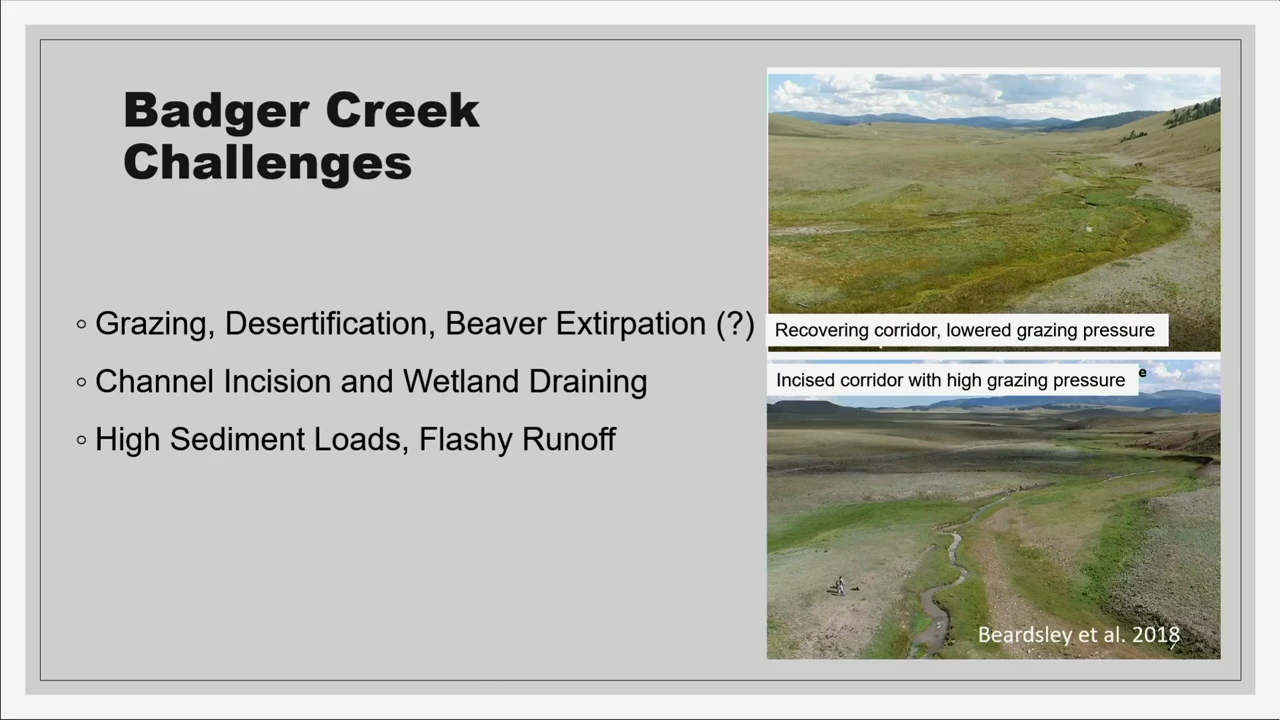 Badger Creek
Challenges
Grazing, Desertification, Beaver Extirpation (?)
Channel Incision and Wetland Draining
High Sediment Loads, Flashy Runoff
Recovering corridor, lowered grazing pressure
Incised corridor with high grazing pressure
e
Beardsley et al. 2018
7